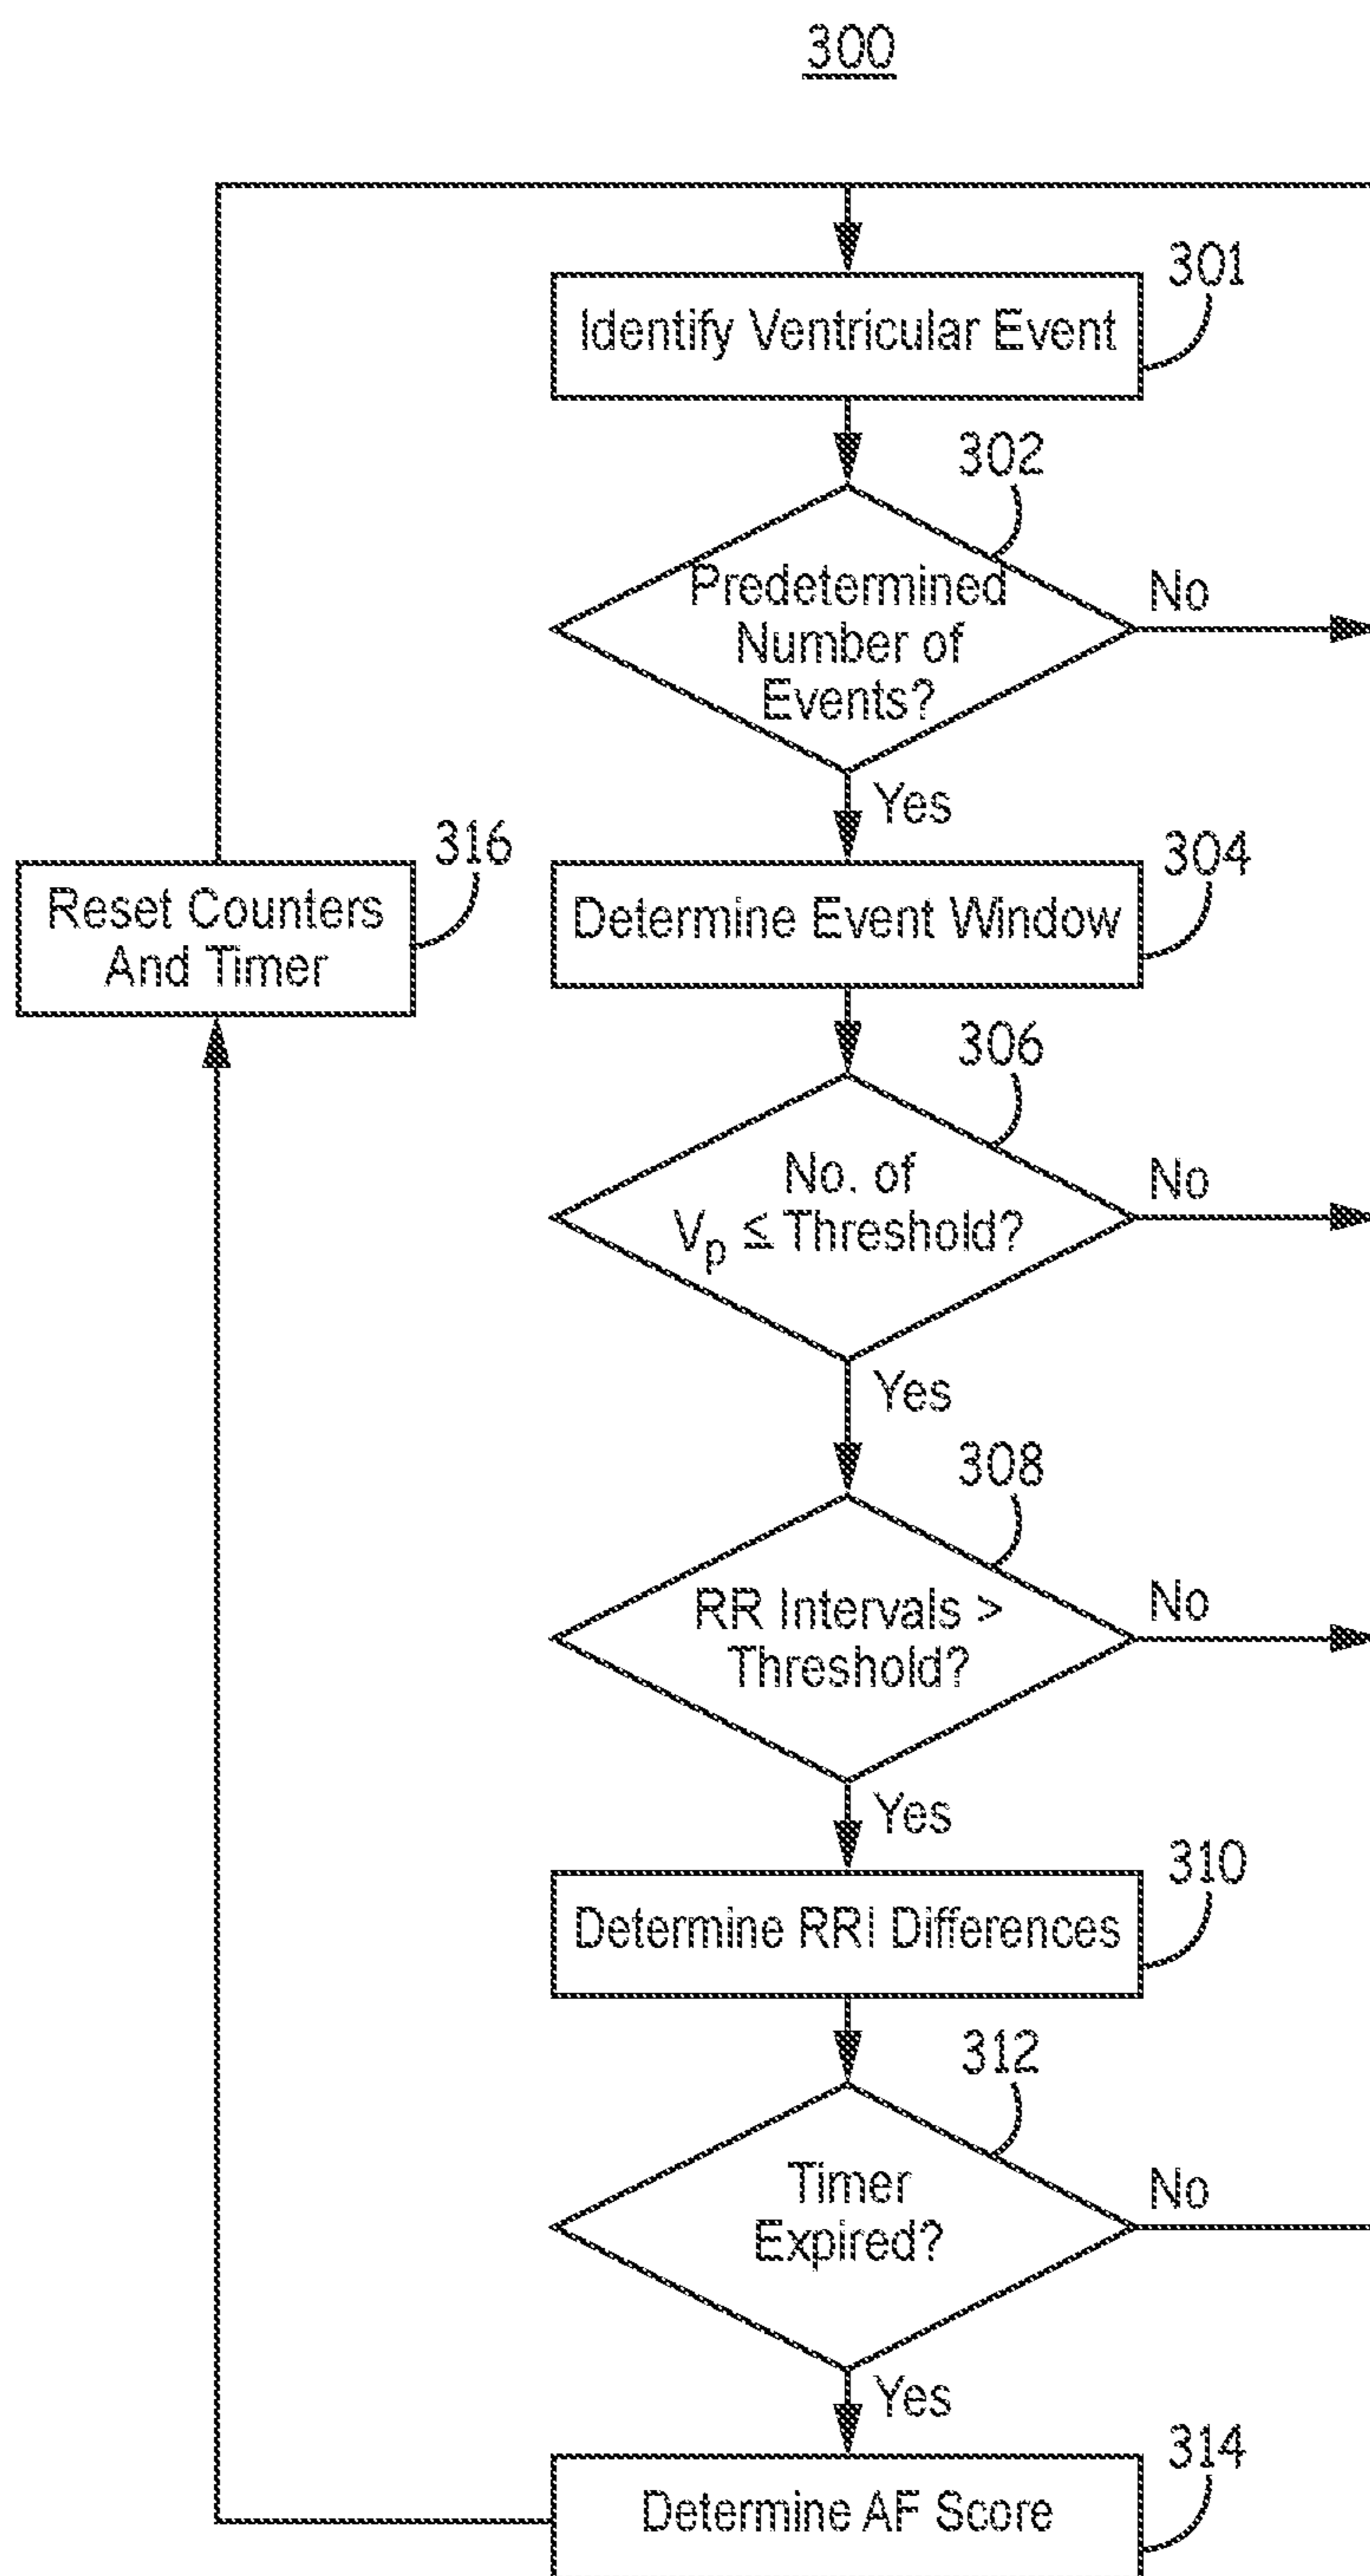 300
301
Identify Ventricular Event
302
Predetermined
Number of
Events?
No
Yes
316
Reset Counters
And Timer
304
Determine Event Window
306
No. of
Vp ≤ Threshold?
No
Yes
308
RR Intervals >
Threshold?
No
Yes
310
Determine RRI Differences
312
Timer
Expired?
No
Yes
314
Determine AF Score